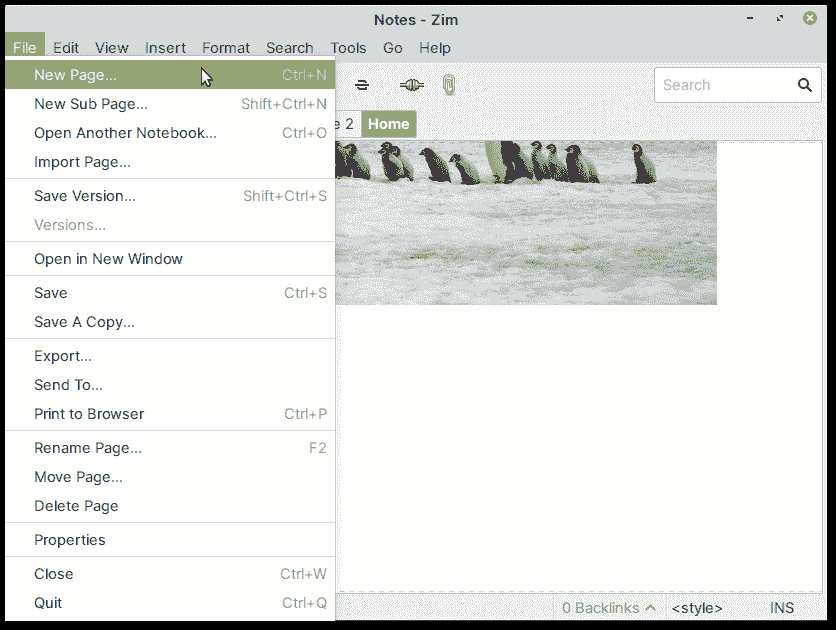 Notes - Zim
File Edit View Insert Format Search Tools Go Help
New Page... Ctrl+N
Search
New Sub Page... Shift+Ctrl+N
e 2 Home
Open Another Notebook... Ctrl+O
Import Page...
Save Version... Shift+Ctrl+S
Versions...
Open in New Window
Save Ctrl+S
Save A Copy...
Export...
Send To...
Print to Browser Ctrl+P
Rename Page... F2
Move Page...
Delete Page
Properties
Close Ctrl+W
Quit Ctrl+Q
0 Backlinks <style> INS